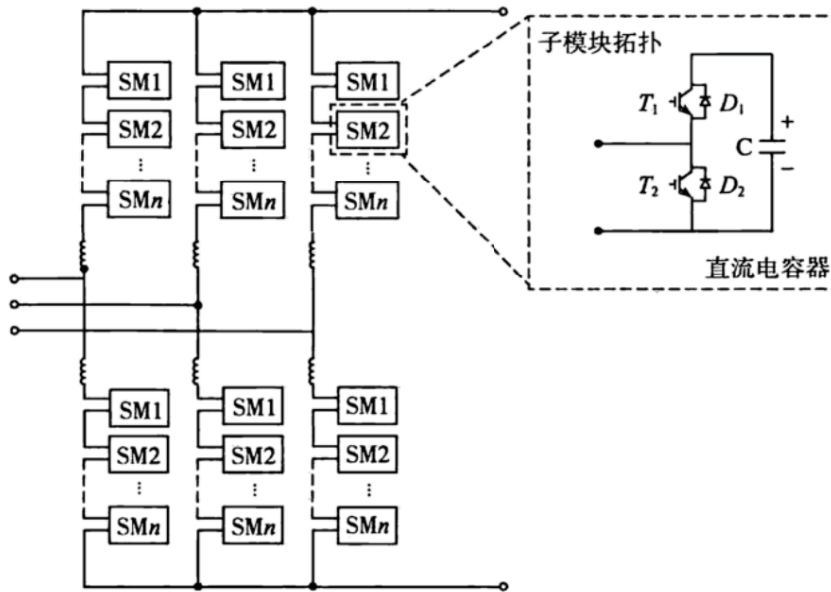 SM1 SM1 SM1
SM2 SM2 SM2
⋮ ⋮ ⋮
SMn SMn SMn
SM1 SM1 SM1
SM2 SM2 SM2
⋮ ⋮ ⋮
SMn SMn SMn
子模块拓扑
T1 D1
C + −
T2 D2
直流电容器